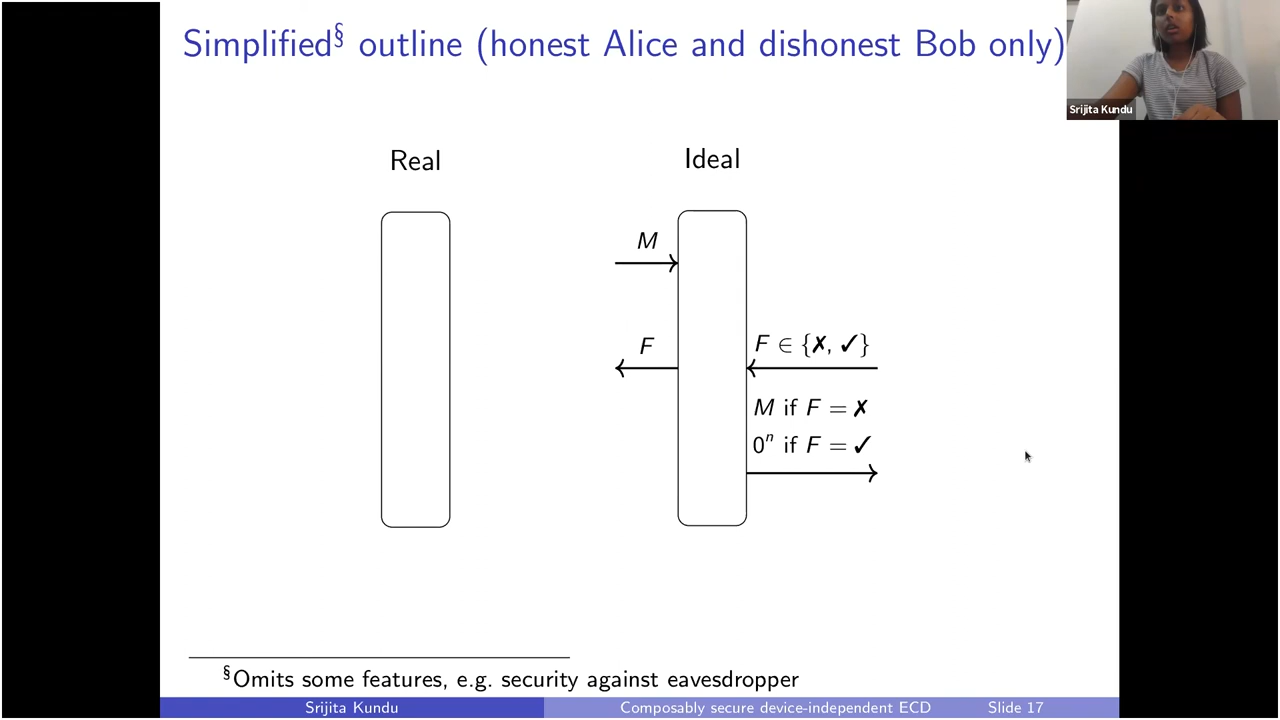 Simplified§ outline (honest Alice and dishonest Bob only)
Srijita Kundu
Real
Ideal
M
F
F ∈ {✗, ✓}
M if F = ✗
0ⁿ if F = ✓
§Omits some features, e.g. security against eavesdropper
Srijita Kundu
Composably secure device-independent ECD
Slide 17